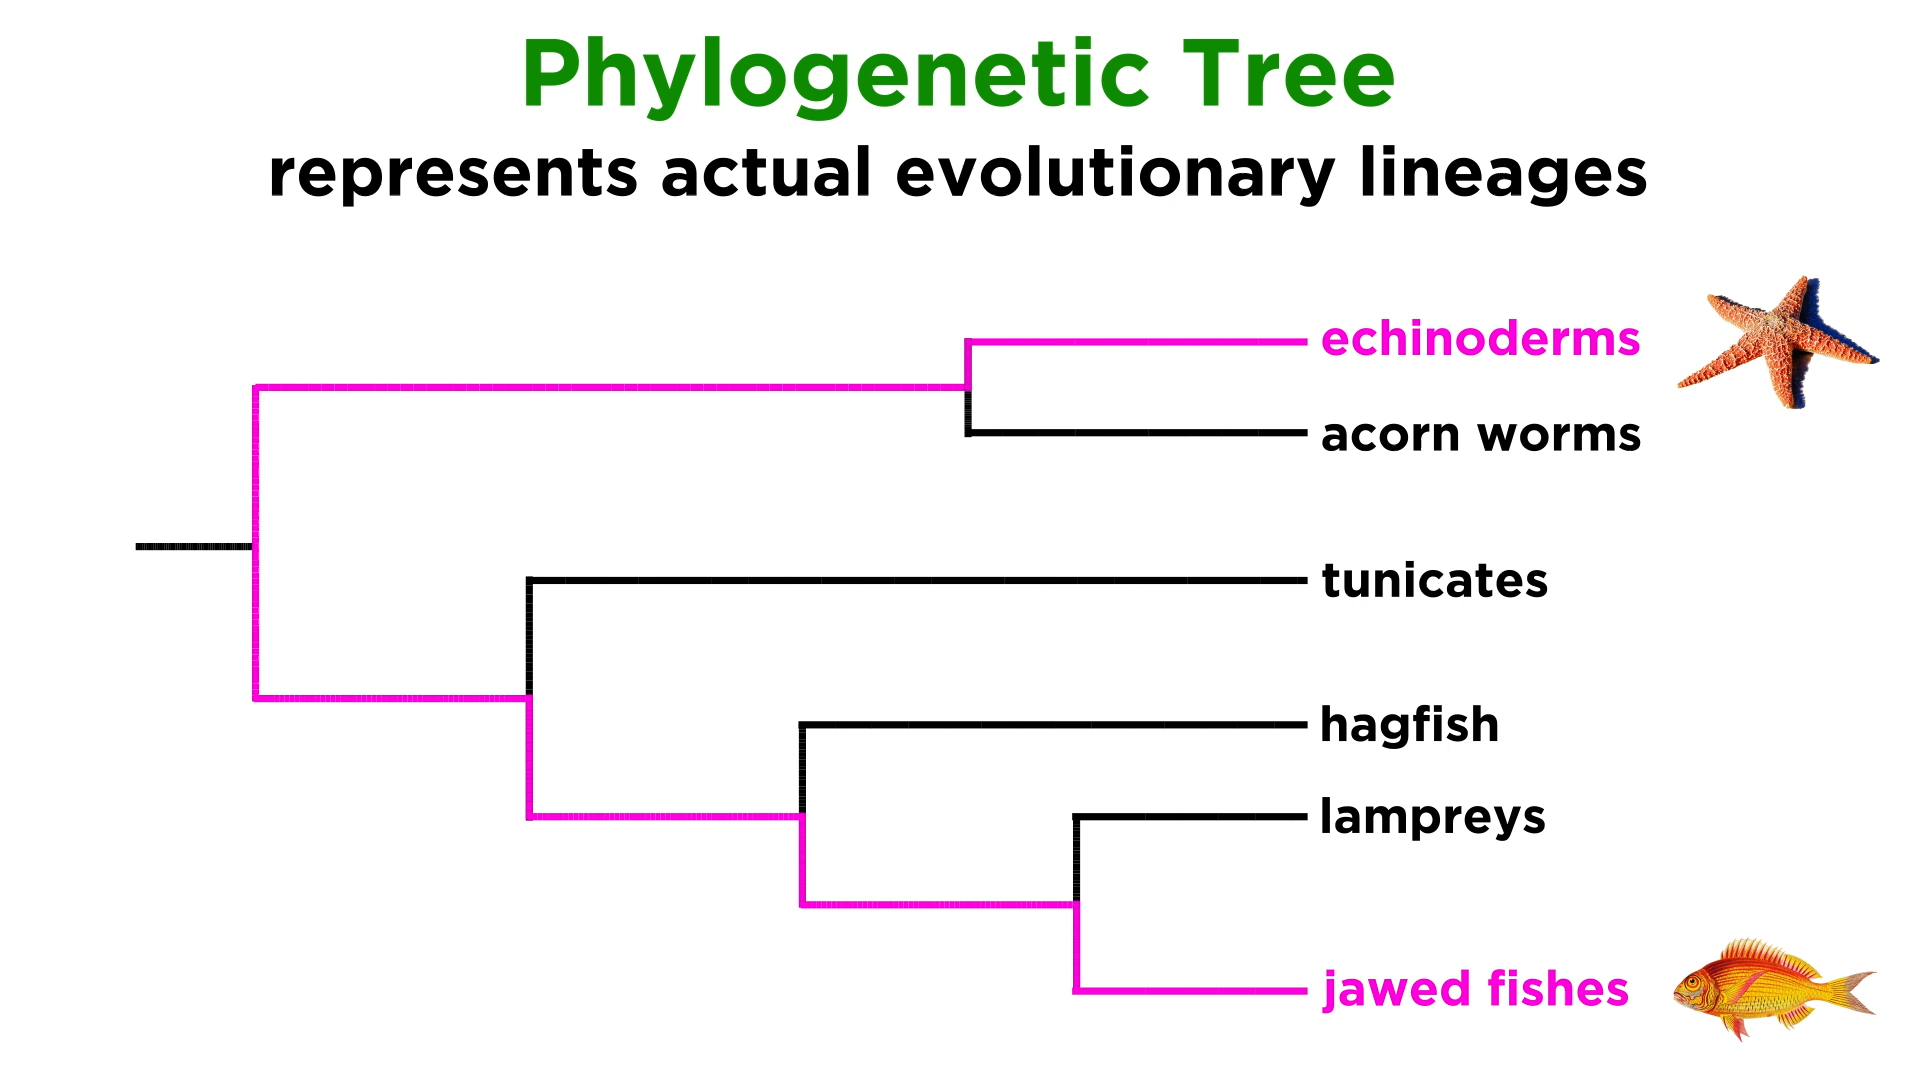 Phylogenetic Tree
represents actual evolutionary lineages
echinoderms
acorn worms
tunicates
hagfish
lampreys
jawed fishes